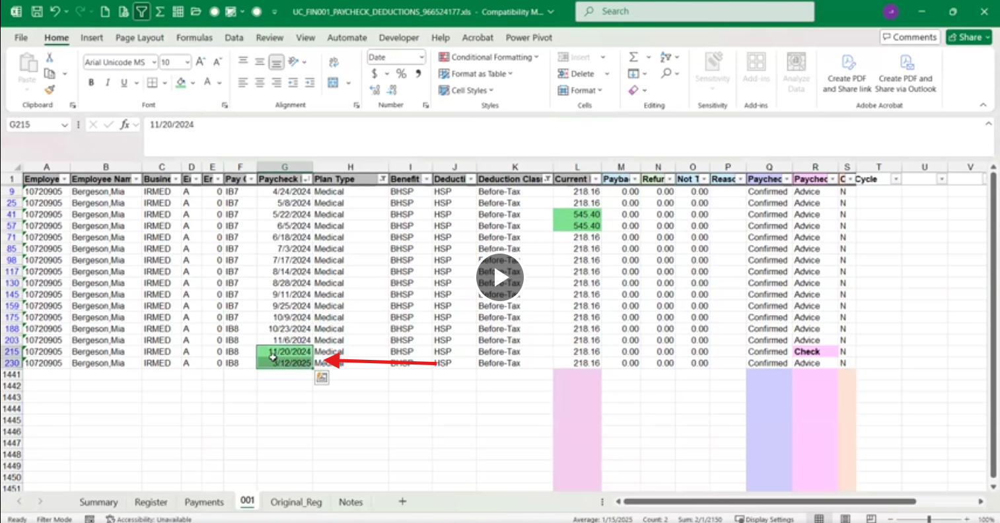 UC_FIN001_PAYCHECK_DEDUCTIONS_966524177.xls - Compatibility M... Search
File Home Insert Page Layout Formulas Data Review View Automate Developer Help Acrobat Power Pivot Comments Share
Arial Unicode MS 10 Date Conditional Formatting Insert
Paste B I U A $ % Format as Table Delete Sensitivity Add-ins Analyze Data Create PDF and Share link Create PDF and Share via Outlook
Cell Styles Format
Clipboard Font Alignment Number Styles Cells Editing Sensitivity Add-ins Adobe Acrobat
G215 fx 11/20/2024
A B C D E F G H I J K L M N O P Q R S T U V
1 Employe Employee Nam Busine Er Pay Paycheck Plan Type Benefit Deducti Deduction Class Current Payba Refur Not T Reasc Paychec Paychec C Cycle
9 10720905 Bergeson,Mia IRMED A 0 IB7 4/24/2024 Medical BHSP HSP Before-Tax 218.16 0.00 0.00 0.00 Confirmed Advice N
25 10720905 Bergeson,Mia IRMED A 0 IB7 5/8/2024 Medical BHSP HSP Before-Tax 218.16 0.00 0.00 0.00 Confirmed Advice N
41 10720905 Bergeson,Mia IRMED A 0 IB7 5/22/2024 Medical BHSP HSP Before-Tax 545.40 0.00 0.00 0.00 Confirmed Advice N
57 10720905 Bergeson,Mia IRMED A 0 IB7 6/5/2024 Medical BHSP HSP Before-Tax 545.40 0.00 0.00 0.00 Confirmed Advice N
71 10720905 Bergeson,Mia IRMED A 0 IB7 6/18/2024 Medical BHSP HSP Before-Tax 218.16 0.00 0.00 0.00 Confirmed Advice N
85 10720905 Bergeson,Mia IRMED A 0 IB7 7/3/2024 Medical BHSP HSP Before-Tax 218.16 0.00 0.00 0.00 Confirmed Advice N
98 10720905 Bergeson,Mia IRMED A 0 IB7 7/17/2024 Medical BHSP HSP Before-Tax 218.16 0.00 0.00 0.00 Confirmed Advice N
117 10720905 Bergeson,Mia IRMED A 0 IB7 8/14/2024 Medical BHSP HSP Before-Tax 218.16 0.00 0.00 0.00 Confirmed Advice N
130 10720905 Bergeson,Mia IRMED A 0 IB7 8/28/2024 Medical BHSP HSP 218.16 0.00 0.00 0.00 Confirmed Advice N
145 10720905 Bergeson,Mia IRMED A 0 IB7 9/11/2024 Medical BHSP HSP Before-Tax 218.16 0.00 0.00 0.00 Confirmed Advice N
159 10720905 Bergeson,Mia IRMED A 0 IB7 9/25/2024 Medical BHSP HSP Before-Tax 218.16 0.00 0.00 0.00 Confirmed Advice N
175 10720905 Bergeson,Mia IRMED A 0 IB7 10/9/2024 Medical BHSP HSP Before-Tax 218.16 0.00 0.00 0.00 Confirmed Advice N
188 10720905 Bergeson,Mia IRMED A 0 IB8 10/23/2024 Medical BHSP HSP Before-Tax 218.16 0.00 0.00 0.00 Confirmed Advice N
203 10720905 Bergeson,Mia IRMED A 0 IB8 11/6/2024 Medical BHSP HSP Before-Tax 218.16 0.00 0.00 0.00 Confirmed Advice N
215 10720905 Bergeson,Mia IRMED A 0 IB8 11/20/2024 Medical BHSP HSP Before-Tax 218.16 0.00 0.00 0.00 Confirmed Check N
230 10720905 Bergeson,Mia IRMED A 0 IB8 3/12/2025 Medical BHSP HSP Before-Tax 218.16 0.00 0.00 0.00 Confirmed Advice N
1441
1442
1443
1444
1445
1446
1447
1448
1449
1450
1451
Summary Register Payments 001 Original_Reg Notes +
Ready Filter Mode Accessibility: Unavailable Average: 1/15/2025 Count: 2 Sum: 2/1/2150 Display Settings 100%